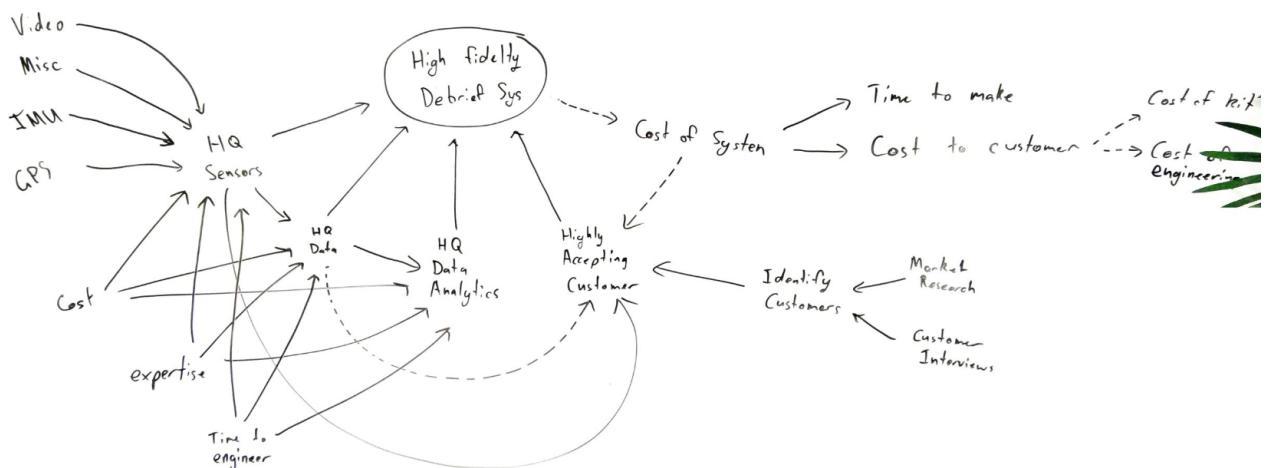 Video
Misc
IMU
GPS
HQ
Sensors
High fidelty
Debrief Sys
Cost of System
Time to make
Cost to customer
Cost of kit
Cost of
engineering
HQ
Data
HQ
Data
Analytics
Highly
Accepting
Customer
Identify
Customers
Market
Research
Customer
Interviews
Cost
expertise
Time to
engineer